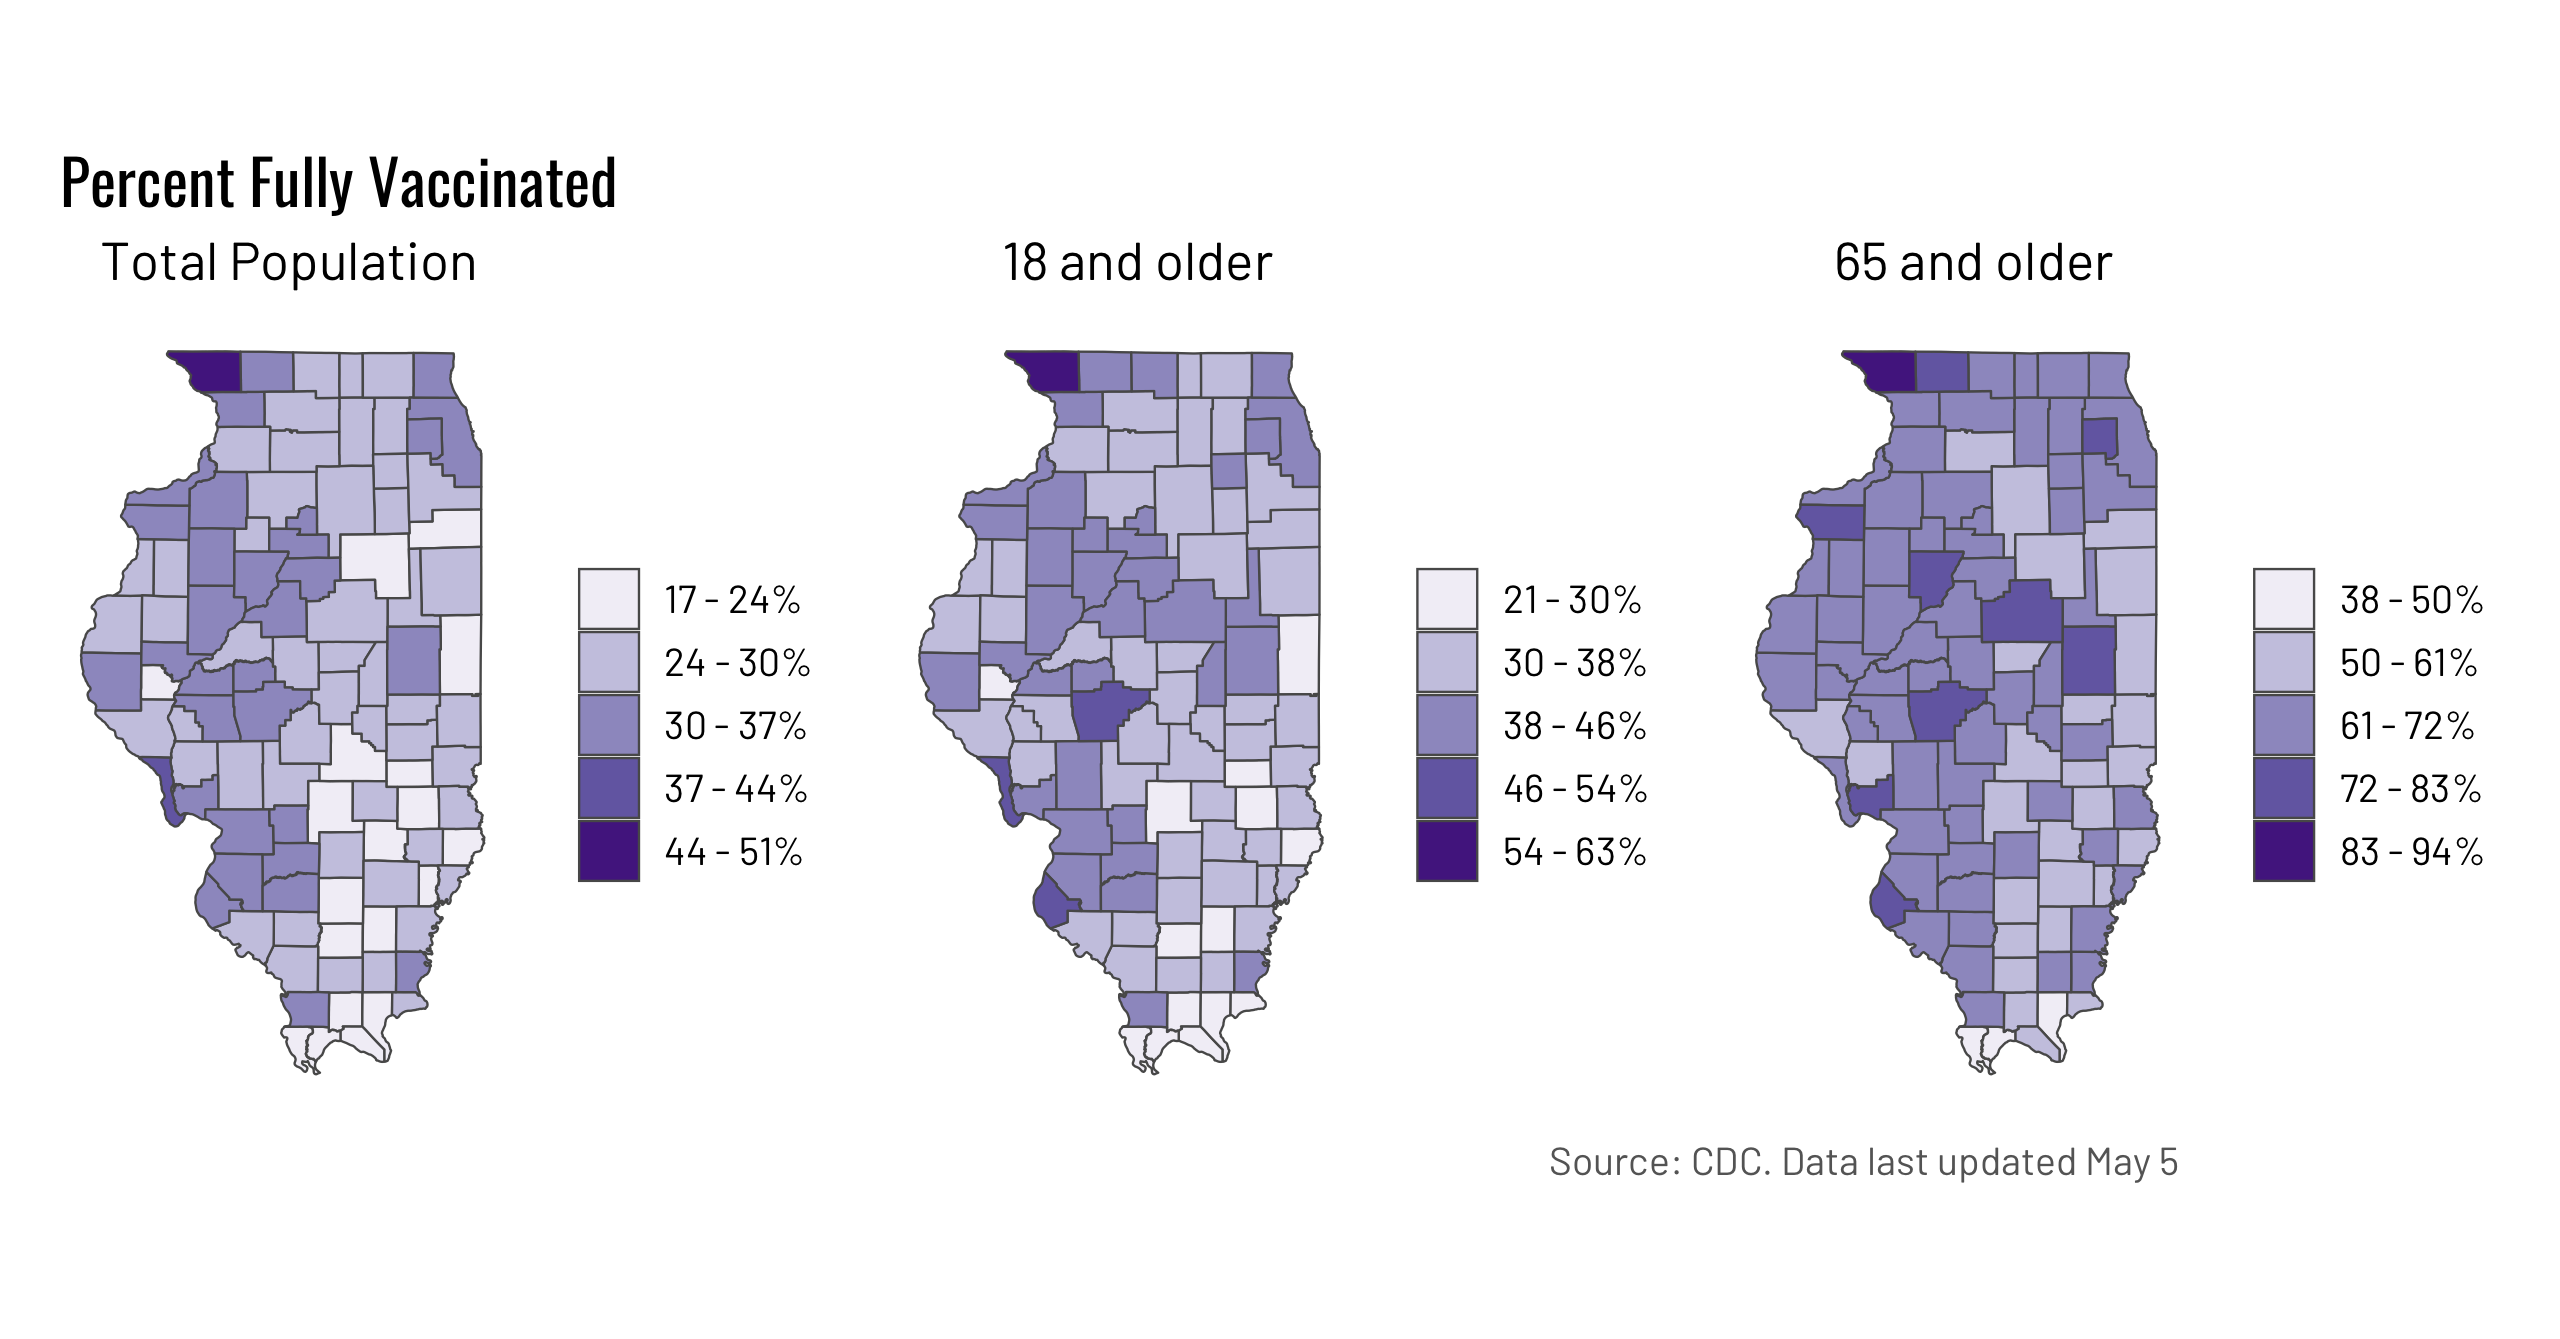 Percent Fully Vaccinated
Total Population
18 and older
65 and older
17 - 24%
24 - 30%
30 - 37%
37 - 44%
44 - 51%
21 - 30%
30 - 38%
38 - 46%
46 - 54%
54 - 63%
38 - 50%
50 - 61%
61 - 72%
72 - 83%
83 - 94%
Source: CDC. Data last updated May 5